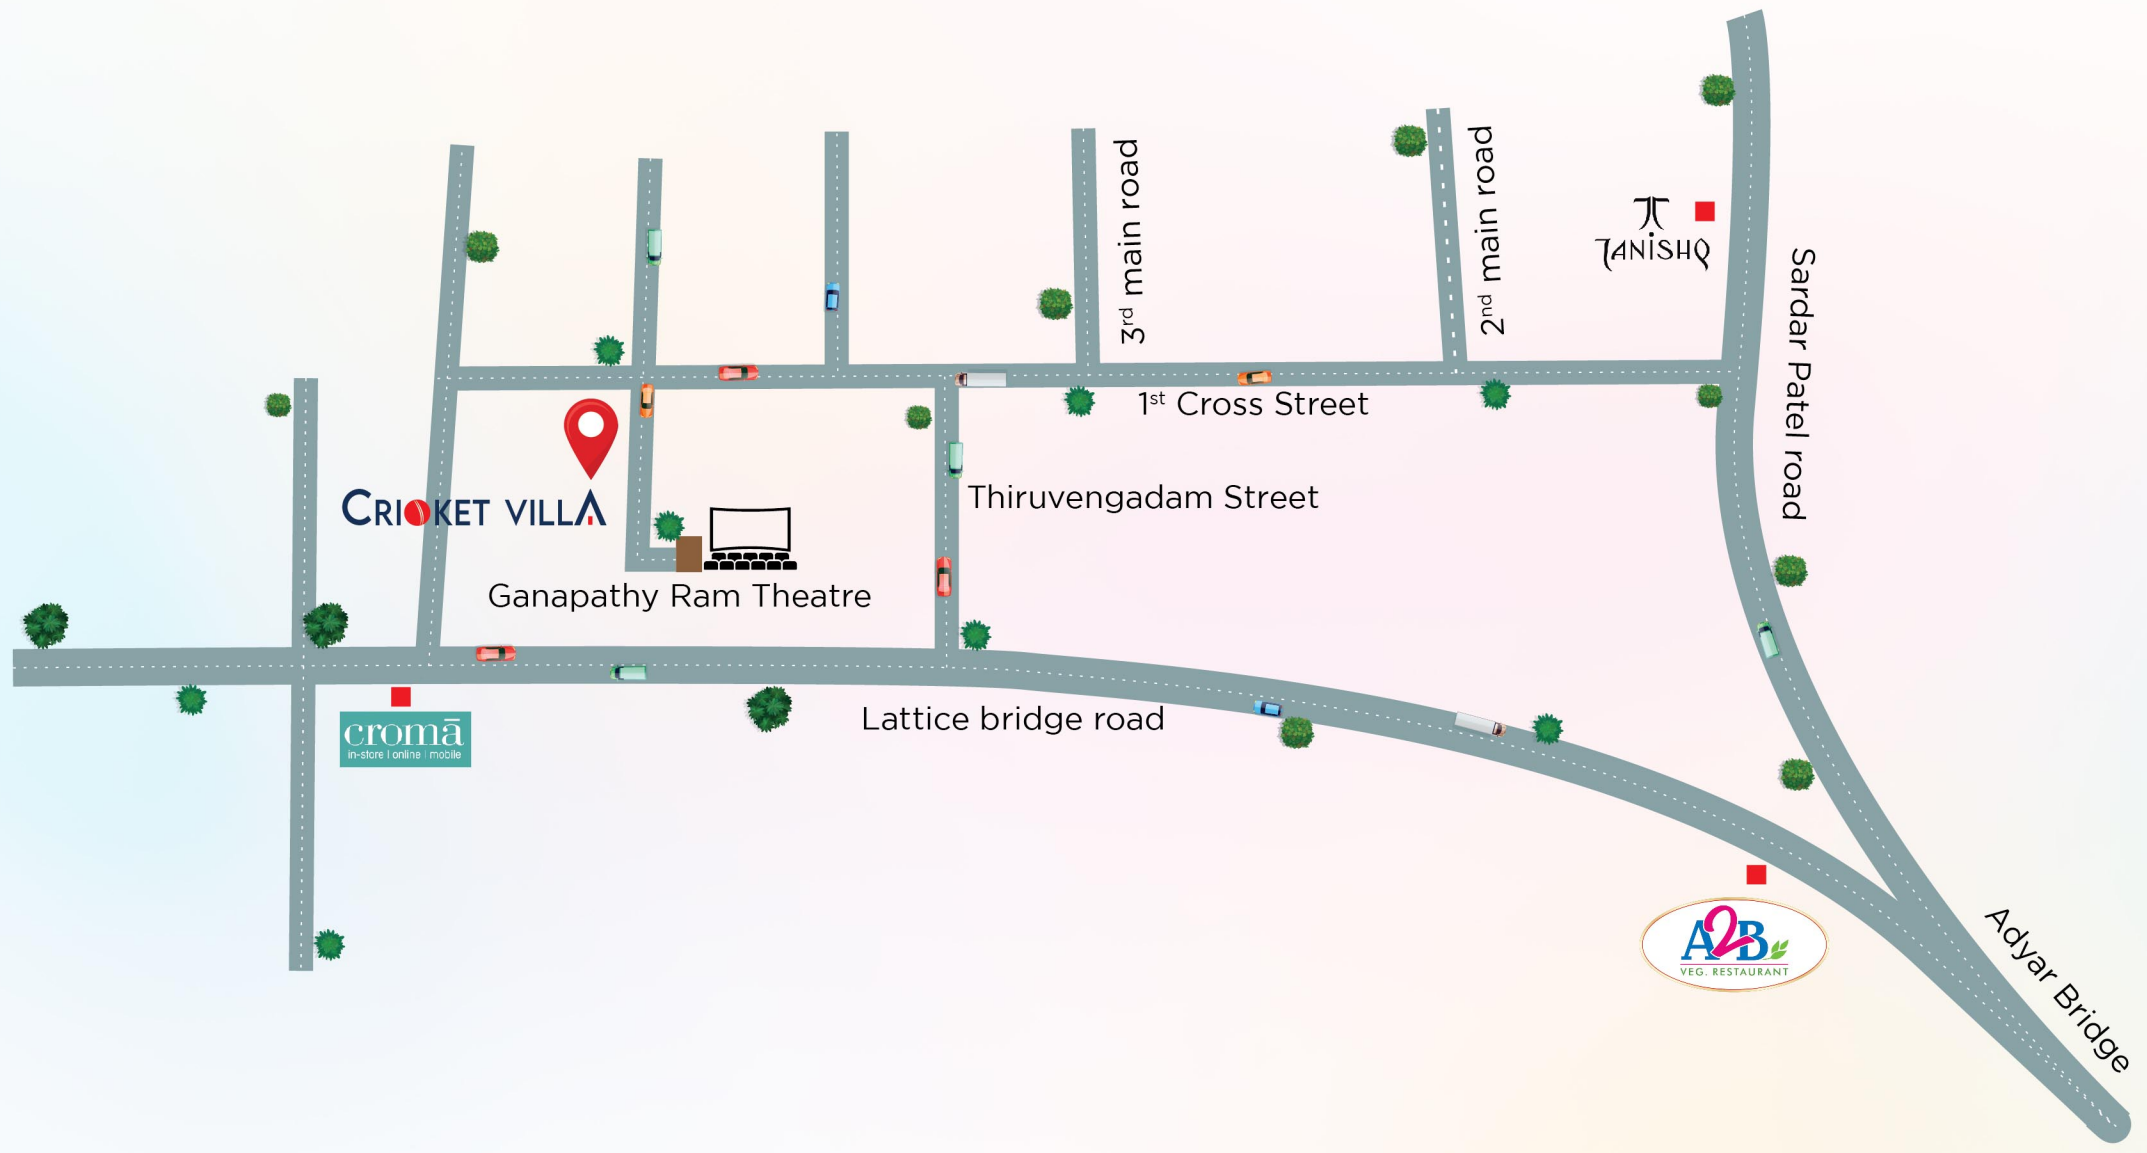 3rd main road
2nd main road
TANISHQ
Sardar Patel road
1st Cross Street
CRICKET VILLA
Thiruvengadam Street
Ganapathy Ram Theatre
Lattice bridge road
cromā
in-store | online | mobile
A2B
VEG. RESTAURANT
Adyar Bridge